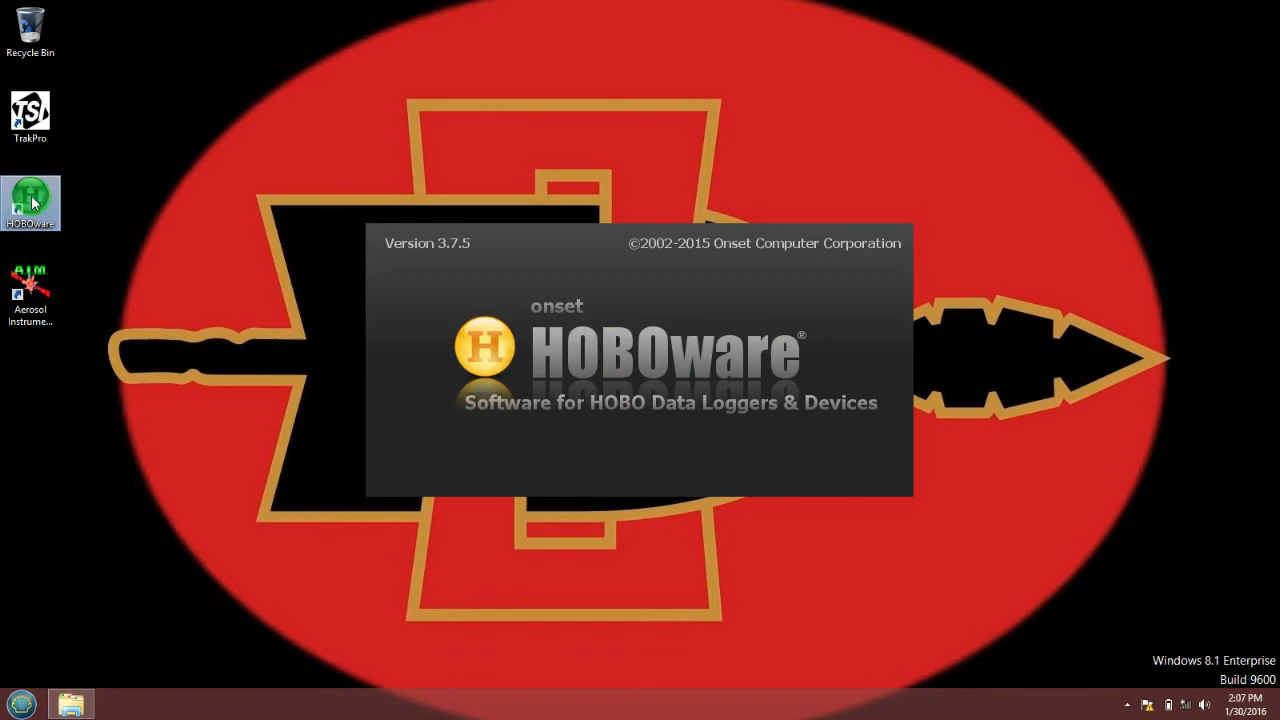 Recycle Bin
TSI
TrakPro
H
HOBOware
A.I.M.
Aerosol
Instrume...
Version 3.7.5
©2002-2015 Onset Computer Corporation
onset
H HOBOware®
Software for HOBO Data Loggers & Devices
Windows 8.1 Enterprise
Build 9600
2:07 PM
1/30/2016